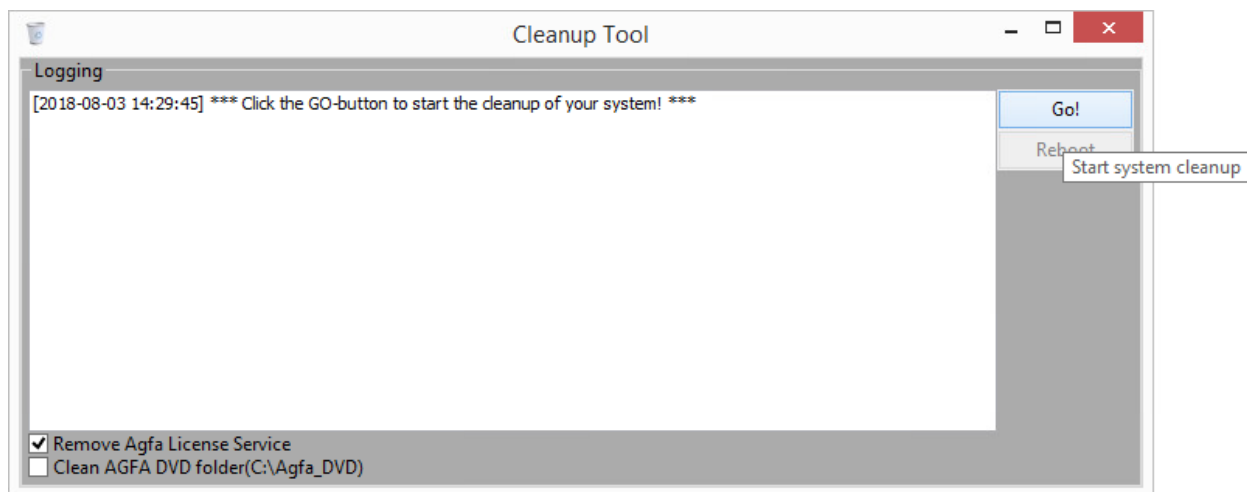 Cleanup Tool
Logging
[2018-08-03 14:29:45] *** Click the GO-button to start the cleanup of your system! ***
Go!
Reboot
Start system cleanup
Remove Agfa License Service
Clean AGFA DVD folder(C:\Agfa_DVD)